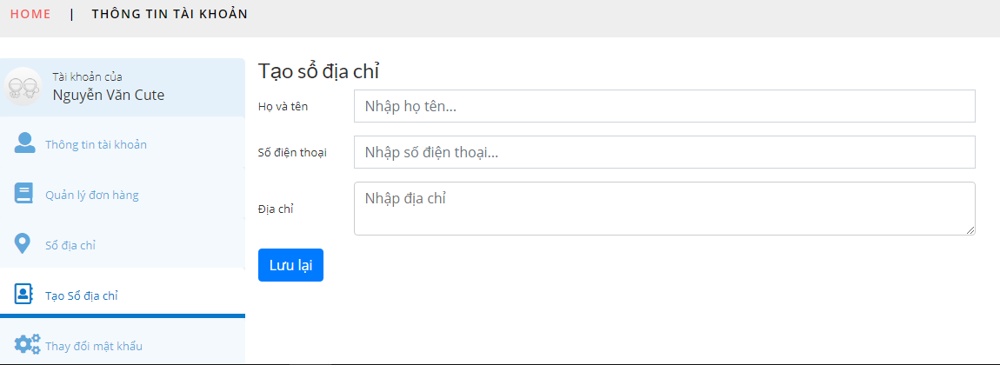 HOME | THÔNG TIN TÀI KHOẢN
Tài khoản của
Nguyễn Văn Cute
Thông tin tài khoản
Quản lý đơn hàng
Sổ địa chỉ
Tạo Sổ địa chỉ
Thay đổi mật khẩu
Tạo sổ địa chỉ
Họ và tên
Nhập họ tên...
Số điện thoại
Nhập số điện thoại...
Địa chỉ
Nhập địa chỉ
Lưu lại